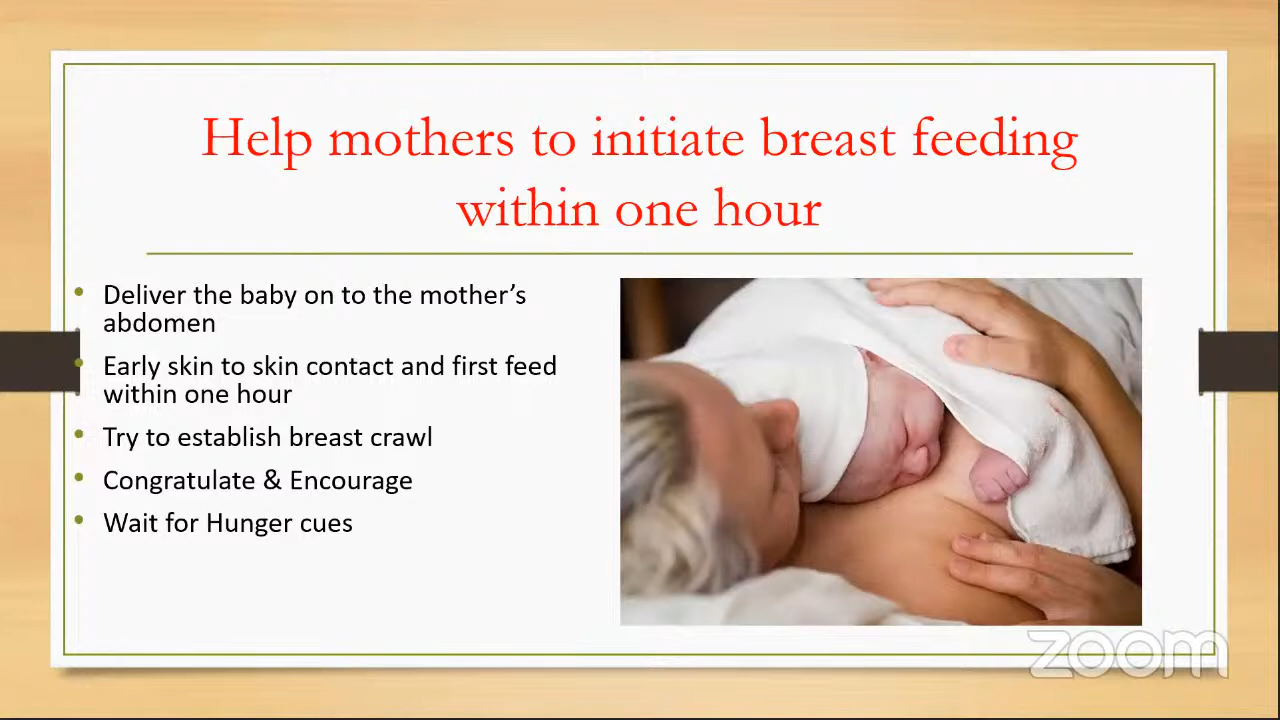 Help mothers to initiate breast feeding
within one hour
• Deliver the baby on to the mother’s
abdomen
• Early skin to skin contact and first feed
within one hour
• Try to establish breast crawl
• Congratulate & Encourage
• Wait for Hunger cues
zoom